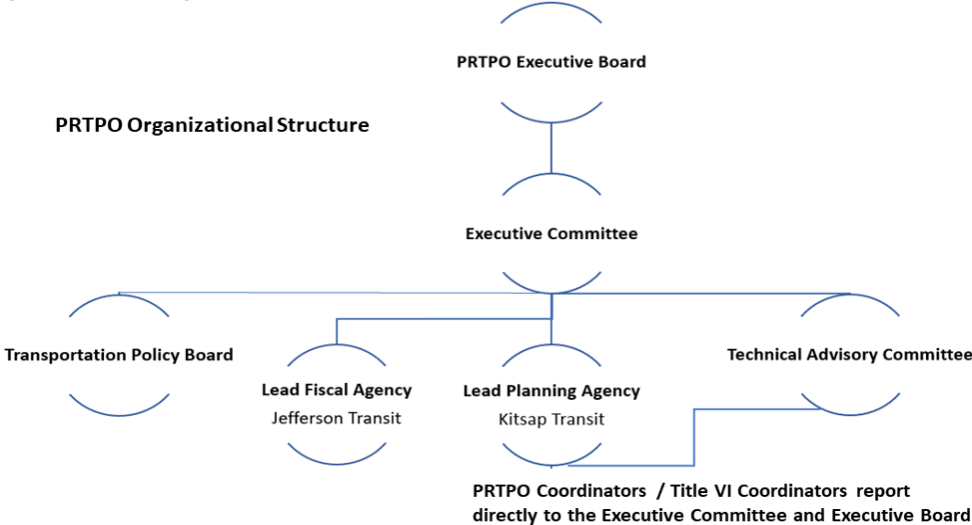 PRTPO Executive Board
PRTPO Organizational Structure
Executive Committee
Transportation Policy Board
Technical Advisory Committee
Lead Fiscal Agency
Jefferson Transit
Lead Planning Agency
Kitsap Transit
PRTPO Coordinators / Title VI Coordinators report
directly to the Executive Committee and Executive Board